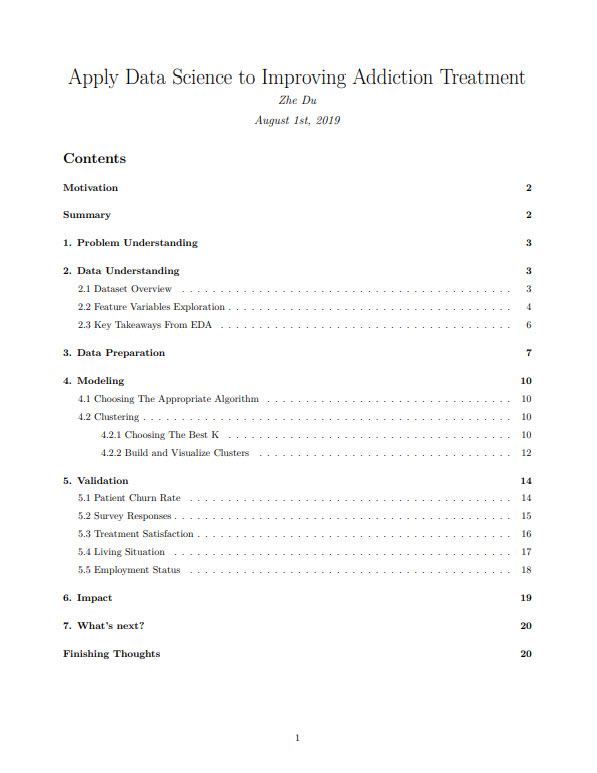 Apply Data Science to Improving Addiction Treatment
Zhe Du
August 1st, 2019
Contents
Motivation 2
Summary 2
1. Problem Understanding 3
2. Data Understanding 3
2.1 Dataset Overview . . . . . . . . . . . . . . . . . . . . . . . . . . . . . . . . . . . . . . . 3
2.2 Feature Variables Exploration . . . . . . . . . . . . . . . . . . . . . . . . . . . . . . . . . 4
2.3 Key Takeaways From EDA . . . . . . . . . . . . . . . . . . . . . . . . . . . . . . . . . . 6
3. Data Preparation 7
4. Modeling 10
4.1 Choosing The Appropriate Algorithm . . . . . . . . . . . . . . . . . . . . . . . . . . . . . 10
4.2 Clustering . . . . . . . . . . . . . . . . . . . . . . . . . . . . . . . . . . . . . . . . . . . 10
4.2.1 Choosing The Best K . . . . . . . . . . . . . . . . . . . . . . . . . . . . . . . . . 10
4.2.2 Build and Visualize Clusters . . . . . . . . . . . . . . . . . . . . . . . . . . . . . 12
5. Validation 14
5.1 Patient Churn Rate . . . . . . . . . . . . . . . . . . . . . . . . . . . . . . . . . . . . . . 14
5.2 Survey Responses . . . . . . . . . . . . . . . . . . . . . . . . . . . . . . . . . . . . . . . 15
5.3 Treatment Satisfaction . . . . . . . . . . . . . . . . . . . . . . . . . . . . . . . . . . . . . 16
5.4 Living Situation . . . . . . . . . . . . . . . . . . . . . . . . . . . . . . . . . . . . . . . . 17
5.5 Employment Status . . . . . . . . . . . . . . . . . . . . . . . . . . . . . . . . . . . . . . 18
6. Impact 19
7. What's next? 20
Finishing Thoughts 20
1